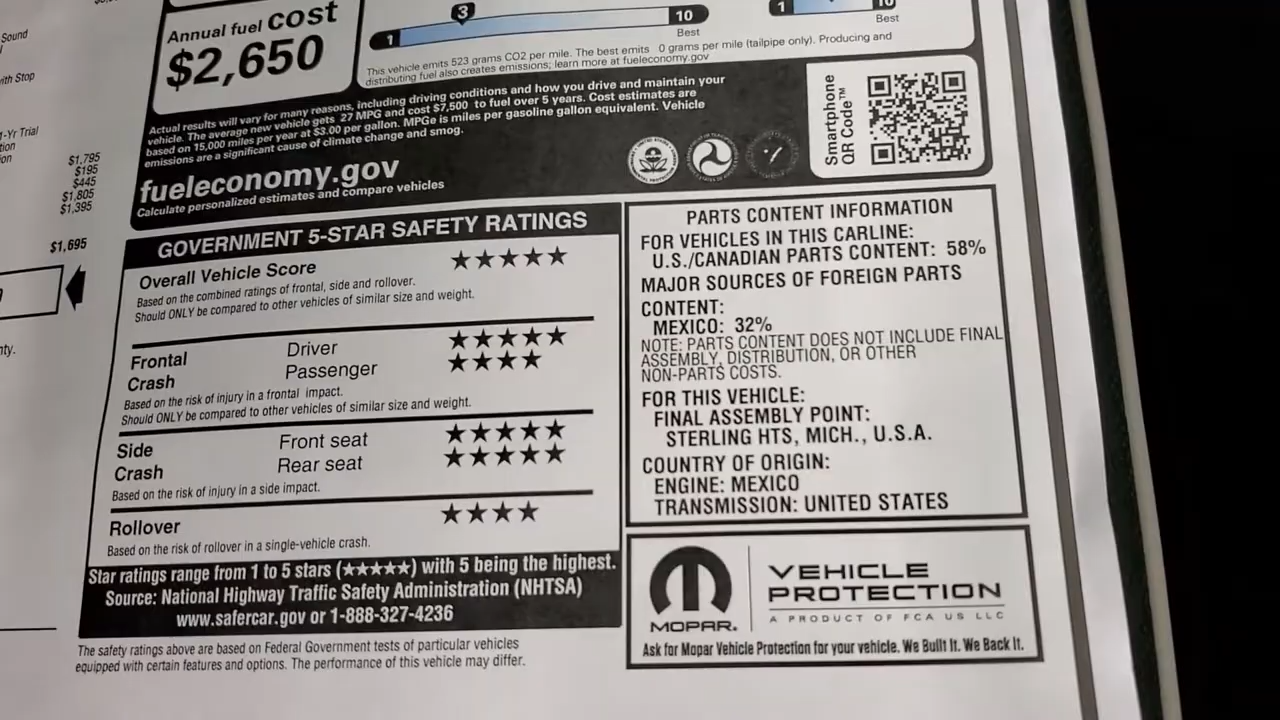 Sound
with Stop
1-Yr Trial
$1,795
$195
$445
$1,805
$1,395
$1,695
nty.
Annual fuel cost
$2,650
3
1
10
Best
1
10
Best
This vehicle emits 523 grams CO2 per mile. The best emits 0 grams per mile (tailpipe only). Producing and
distributing fuel also creates emissions; learn more at fueleconomy.gov
Actual results will vary for many reasons, including driving conditions and how you drive and maintain your
vehicle. The average new vehicle gets 27 MPG and cost $7,500 to fuel over 5 years. Cost estimates are
based on 15,000 miles per year at $3.00 per gallon. MPGe is miles per gasoline gallon equivalent. Vehicle
emissions are a significant cause of climate change and smog.
fueleconomy.gov
Calculate personalized estimates and compare vehicles
Smartphone
QR Code™
GOVERNMENT 5-STAR SAFETY RATINGS
Overall Vehicle Score ★★★★★
Based on the combined ratings of frontal, side and rollover.
Should ONLY be compared to other vehicles of similar size and weight.
Frontal Driver ★★★★★
Crash Passenger ★★★★
Based on the risk of injury in a frontal impact.
Should ONLY be compared to other vehicles of similar size and weight.
Side Front seat ★★★★★
Crash Rear seat ★★★★★
Based on the risk of injury in a side impact.
Rollover ★★★★
Based on the risk of rollover in a single-vehicle crash.
Star ratings range from 1 to 5 stars (★★★★★) with 5 being the highest.
Source: National Highway Traffic Safety Administration (NHTSA)
www.safercar.gov or 1-888-327-4236
The safety ratings above are based on Federal Government tests of particular vehicles
equipped with certain features and options. The performance of this vehicle may differ.
PARTS CONTENT INFORMATION
FOR VEHICLES IN THIS CARLINE:
U.S./CANADIAN PARTS CONTENT: 58%
MAJOR SOURCES OF FOREIGN PARTS
CONTENT:
MEXICO: 32%
NOTE: PARTS CONTENT DOES NOT INCLUDE FINAL
ASSEMBLY, DISTRIBUTION, OR OTHER
NON-PARTS COSTS.
FOR THIS VEHICLE:
FINAL ASSEMBLY POINT:
STERLING HTS, MICH., U.S.A.
COUNTRY OF ORIGIN:
ENGINE: MEXICO
TRANSMISSION: UNITED STATES
MOPAR.
VEHICLE
PROTECTION
A PRODUCT OF FCA US LLC
Ask for Mopar Vehicle Protection for your vehicle. We Built It. We Back It.